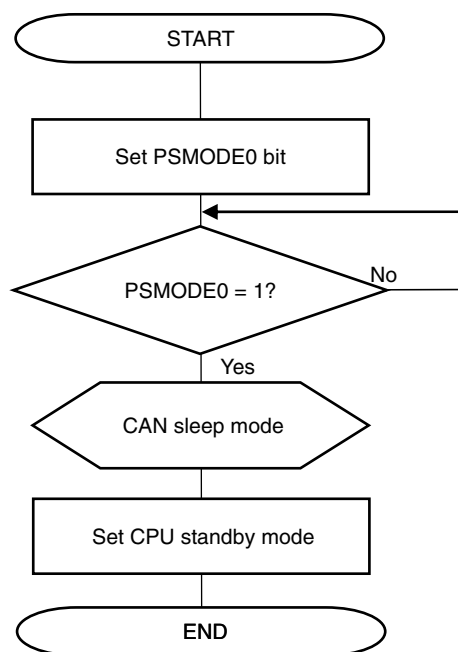 START
Set PSMODE0 bit
PSMODE0 = 1?
No
Yes
CAN sleep mode
Set CPU standby mode
END